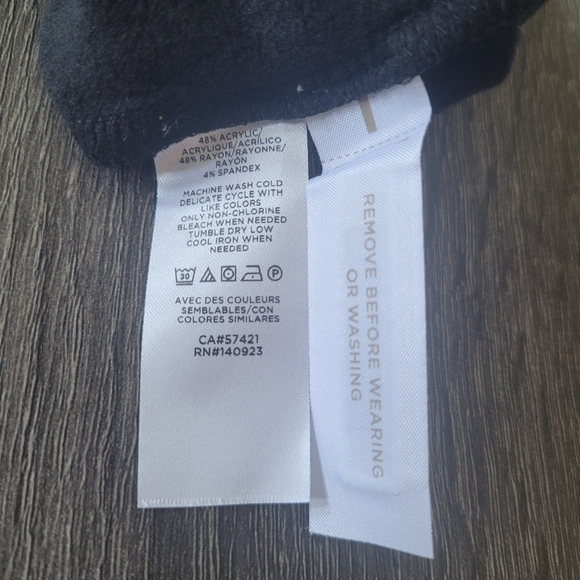 48% ACRYLIC/
ACRYLIQUE/ACRÍLICO
48% RAYON/RAYONNE/
RAYÓN
4% SPANDEX
MACHINE WASH COLD
DELICATE CYCLE WITH
LIKE COLORS
ONLY NON-CHLORINE
BLEACH WHEN NEEDED
TUMBLE DRY LOW
COOL IRON WHEN
NEEDED
30 P
AVEC DES COULEURS
SEMBLABLES/CON
COLORES SIMILARES
CA#57421
RN#140923
REMOVE BEFORE WEARING
OR WASHING